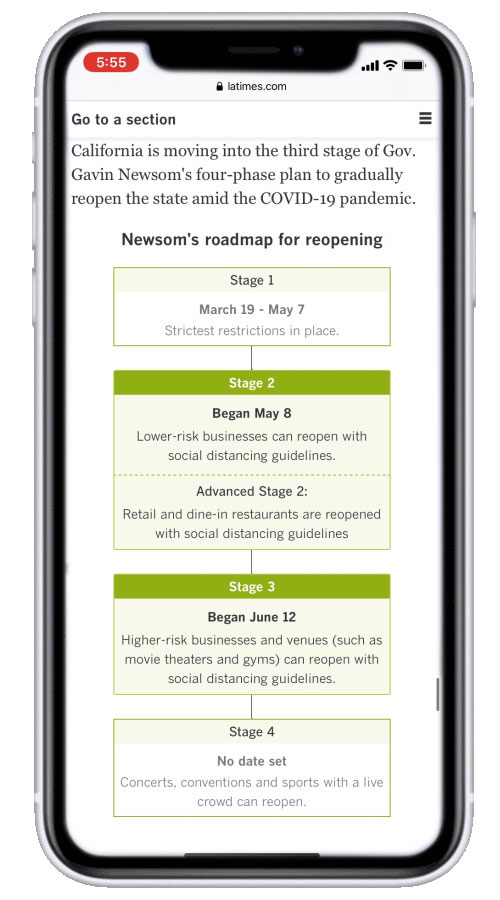 5:55
latimes.com
Go to a section
California is moving into the third stage of Gov.
Gavin Newsom's four-phase plan to gradually
reopen the state amid the COVID-19 pandemic.
Newsom's roadmap for reopening
Stage 1
March 19 - May 7
Strictest restrictions in place.
Stage 2
Began May 8
Lower-risk businesses can reopen with
social distancing guidelines.
Advanced Stage 2:
Retail and dine-in restaurants are reopened
with social distancing guidelines
Stage 3
Began June 12
Higher-risk businesses and venues (such as
movie theaters and gyms) can reopen with
social distancing guidelines.
Stage 4
No date set
Concerts, conventions and sports with a live
crowd can reopen.